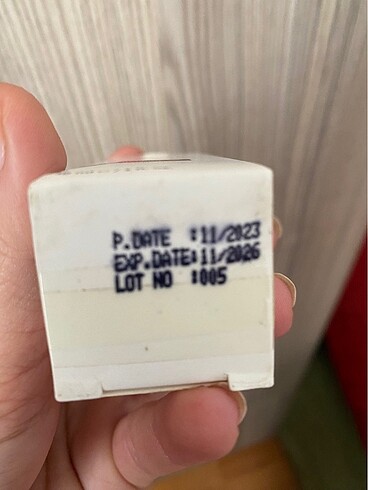 P.DATE :11/2023
EXP.DATE:11/2026
LOT NO :005